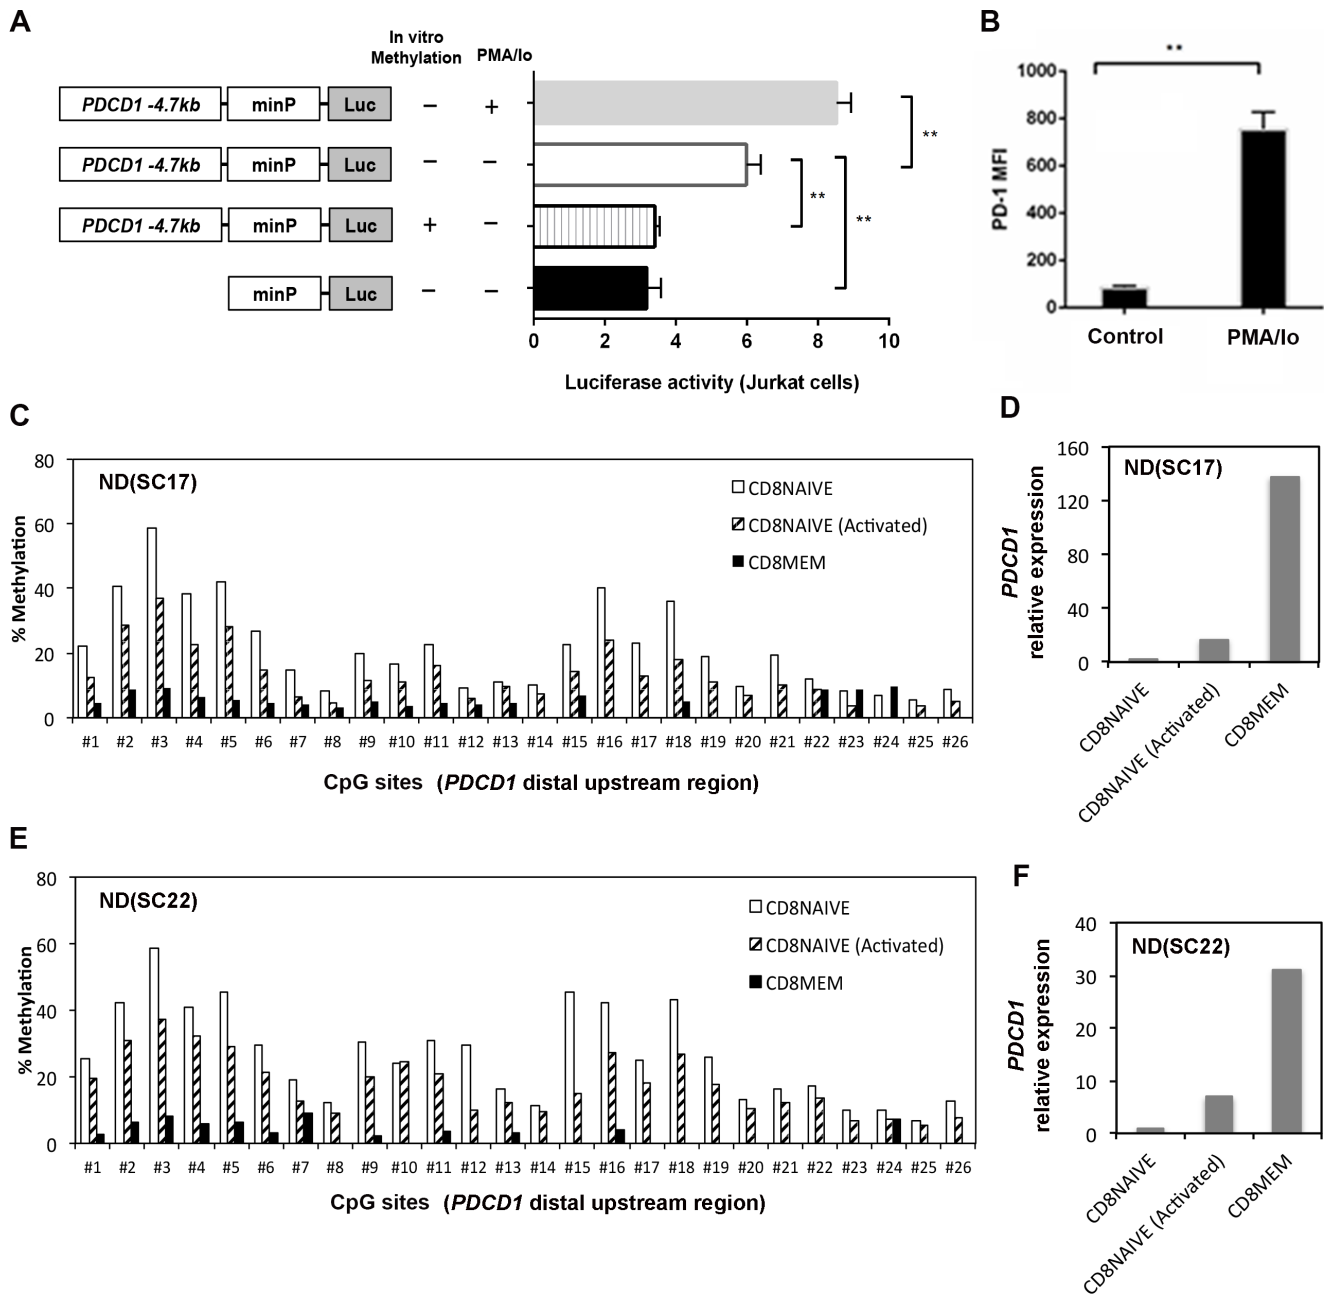 A
In vitro
Methylation
PMA/Io
PDCD1 -4.7kb minP Luc − +
PDCD1 -4.7kb minP Luc − −
PDCD1 -4.7kb minP Luc + −
minP Luc − −
**
**
**
0 2 4 6 8 10
Luciferase activity (Jurkat cells)
B
**
PD-1 MFI
1000
800
600
400
200
0
Control PMA/Io
C
% Methylation
80
60
40
20
0
ND(SC17)
CD8NAIVE
CD8NAIVE (Activated)
CD8MEM
#1 #2 #3 #4 #5 #6 #7 #8 #9 #10 #11 #12 #13 #14 #15 #16 #17 #18 #19 #20 #21 #22 #23 #24 #25 #26
CpG sites (PDCD1 distal upstream region)
D
PDCD1
relative expression
160
120
80
40
0
ND(SC17)
CD8NAIVE
CD8NAIVE (Activated)
CD8MEM
E
% Methylation
80
60
40
20
0
ND(SC22)
CD8NAIVE
CD8NAIVE (Activated)
CD8MEM
#1 #2 #3 #4 #5 #6 #7 #8 #9 #10 #11 #12 #13 #14 #15 #16 #17 #18 #19 #20 #21 #22 #23 #24 #25 #26
CpG sites (PDCD1 distal upstream region)
F
PDCD1
relative expression
40
30
20
10
0
ND(SC22)
CD8NAIVE
CD8NAIVE (Activated)
CD8MEM